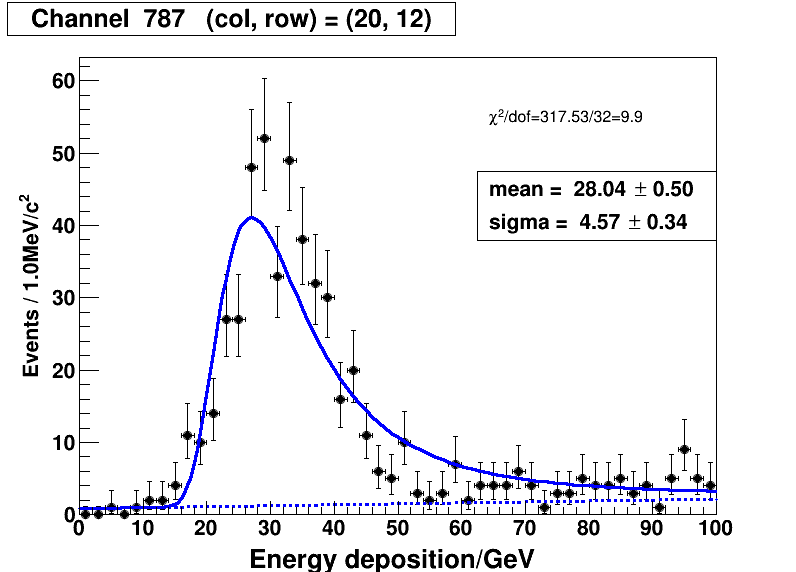 Channel 787 (col, row) = (20, 12)
χ²/dof=317.53/32=9.9
mean = 28.04 ± 0.50
sigma = 4.57 ± 0.34
Events / 1.0MeV/c²
60
50
40
30
20
10
0
0 10 20 30 40 50 60 70 80 90 100
Energy deposition/GeV